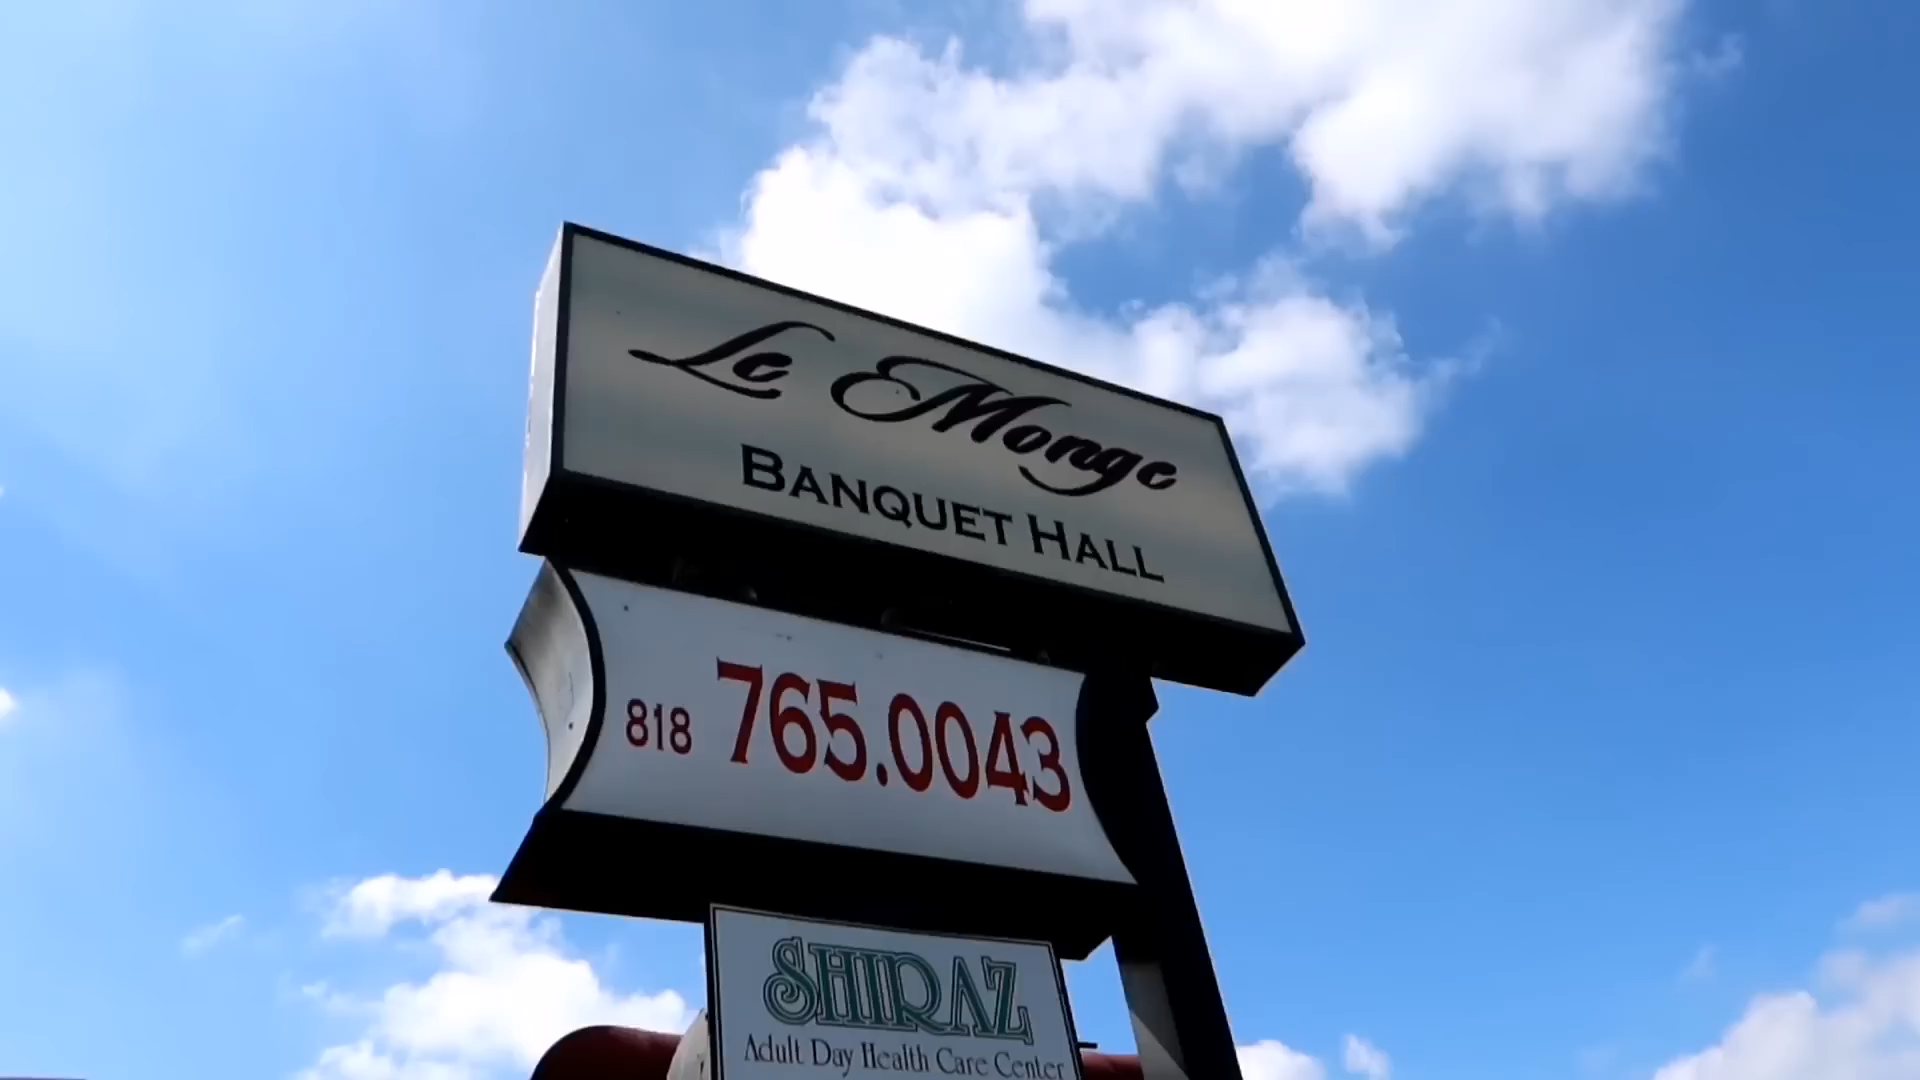 Le Monge
BANQUET HALL
818 765.0043
SHIRAZ
Adult Day Health Care Center